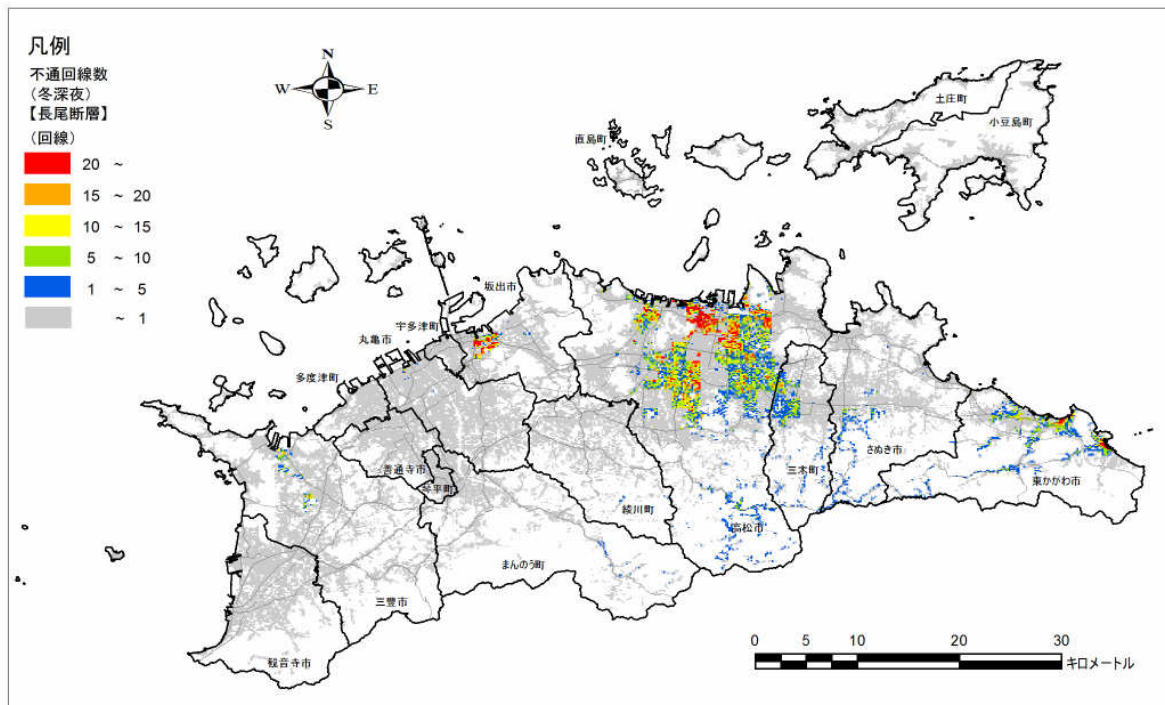 凡例
不通回線数
（冬深夜）
【長尾断層】
（回線）
20 ～
15 ～ 20
10 ～ 15
5 ～ 10
1 ～ 5
～ 1
N
W
E
S
土庄町
小豆島町
直島町
坂出市
宇多津町
丸亀市
多度津町
善通寺市
琴平町
さぬき市
三木町
東かがわ市
綾川町
高松市
まんのう町
三豊市
観音寺市
0 5 10 20 30
キロメートル